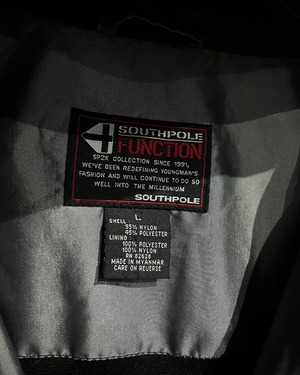 SOUTHPOLE
FUNCTION
SP2K COLLECTION SINCE 1991,
WE'VE BEEN REDEFINING YOUNGMAN'S
FASHION AND WILL CONTINUE TO DO SO
WELL INTO THE MILLENNIUM
SOUTHPOLE
L
SHELL:
55% NYLON
95% POLYESTER
LINING:
100% POLYESTER
100% NYLON
RN 82628
MADE IN MYANMAR
CARE ON REVERSE